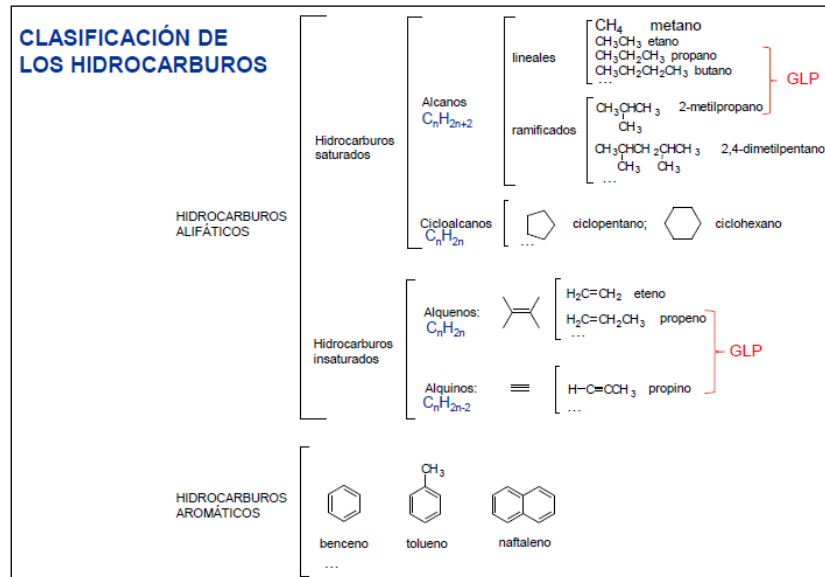 CLASIFICACIÓN DE
LOS HIDROCARBUROS
HIDROCARBUROS
ALIFÁTICOS
Hidrocarburos
saturados
Alcanos
CnH2n+2
lineales
CH4 metano
CH3CH3 etano
CH3CH2CH3 propano
CH3CH2CH2CH3 butano
...
GLP
ramificados
CH3CHCH3 2-metilpropano
CH3
CH3CHCH2CHCH3 2,4-dimetilpentano
CH3 CH3
...
Cicloalcanos
CnH2n
... ciclopentano; ciclohexano
Hidrocarburos
insaturados
Alquenos:
CnH2n
H2C=CH2 eteno
H2C=CH2CH3 propeno
...
GLP
Alquinos:
CnH2n-2
H-C≡CCH3 propino
...
HIDROCARBUROS
AROMÁTICOS
CH3
benceno tolueno naftaleno
...